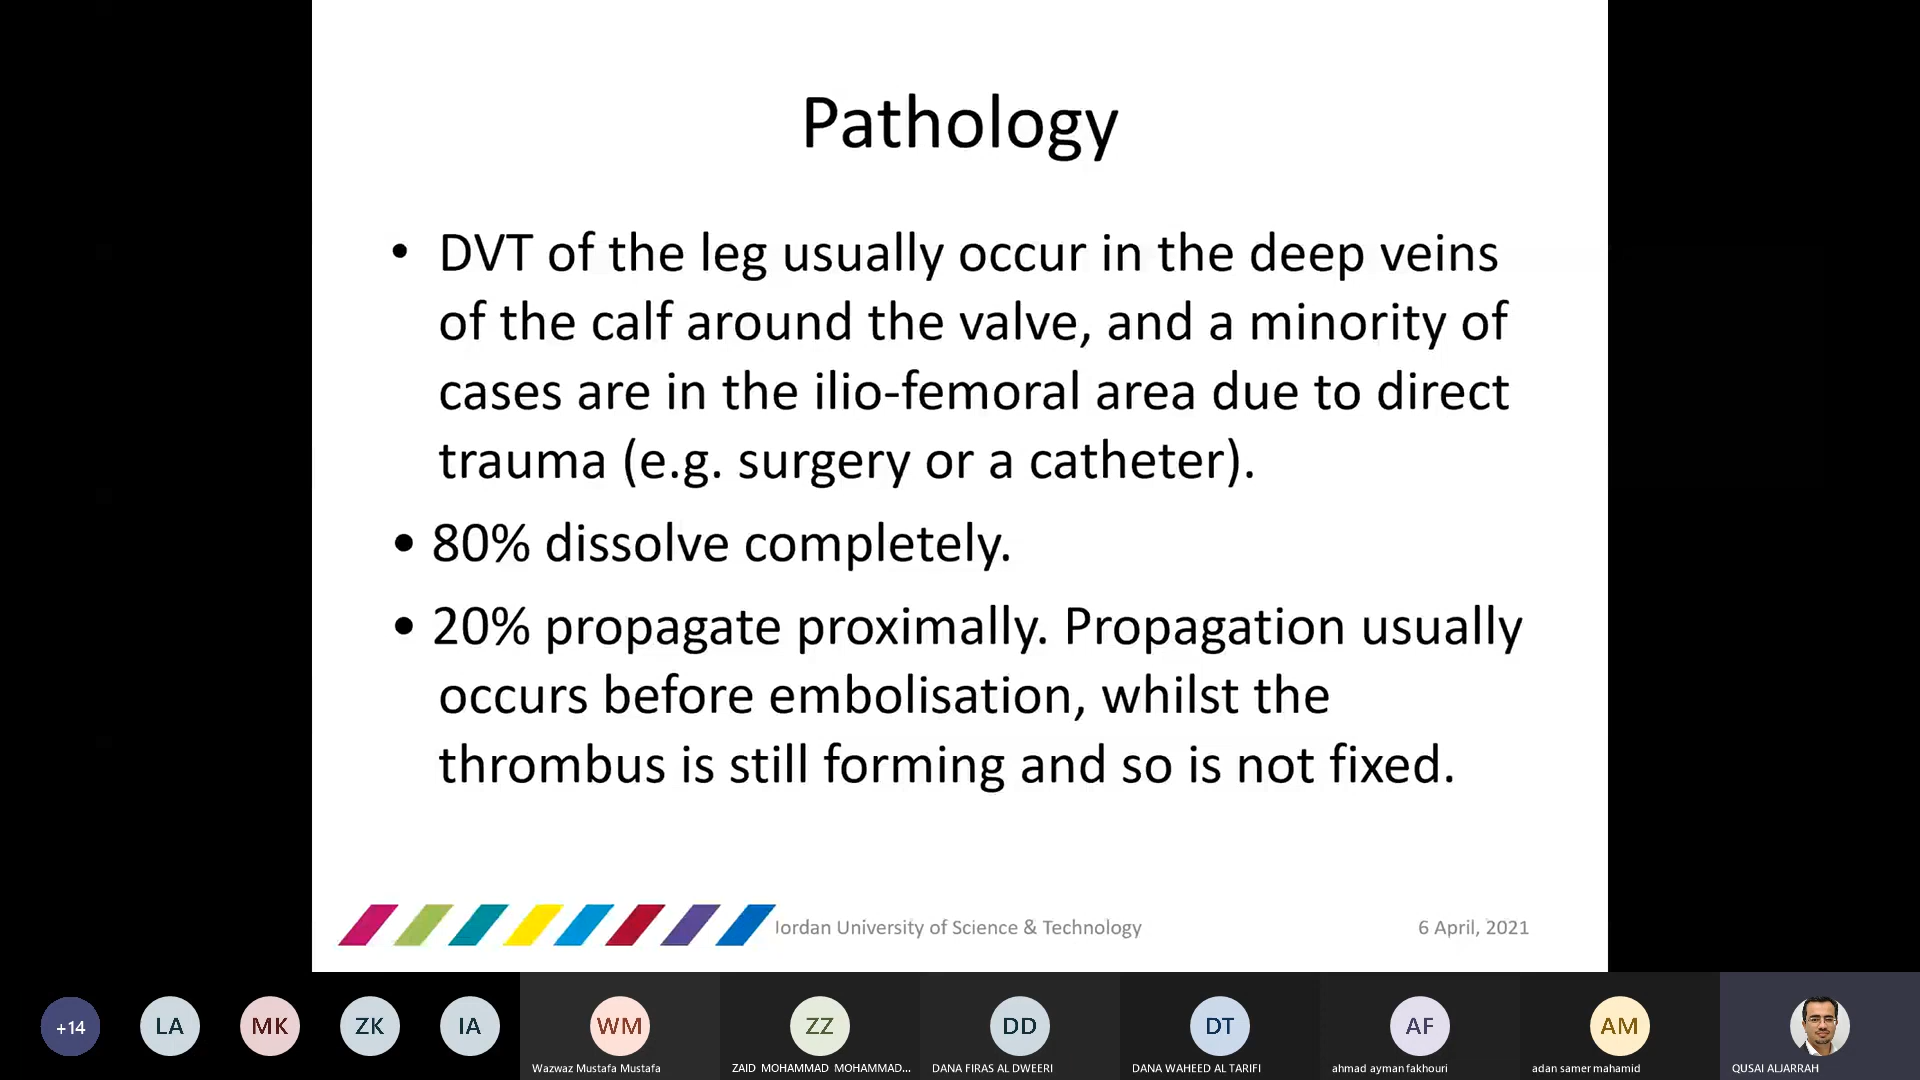 Pathology
• DVT of the leg usually occur in the deep veins
of the calf around the valve, and a minority of
cases are in the ilio-femoral area due to direct
trauma (e.g. surgery or a catheter).
• 80% dissolve completely.
• 20% propagate proximally. Propagation usually
occurs before embolisation, whilst the
thrombus is still forming and so is not fixed.
Jordan University of Science & Technology
6 April, 2021
+14
LA
MK
ZK
IA
WM
ZZ
DD
DT
AF
AM
Wazwaz Mustafa Mustafa
ZAID MOHAMMAD MOHAMMAD...
DANA FIRAS AL DWEERI
DANA WAHEED AL TARIFI
ahmad ayman fakhouri
adan samer mahamid
QUSAI ALJARRAH